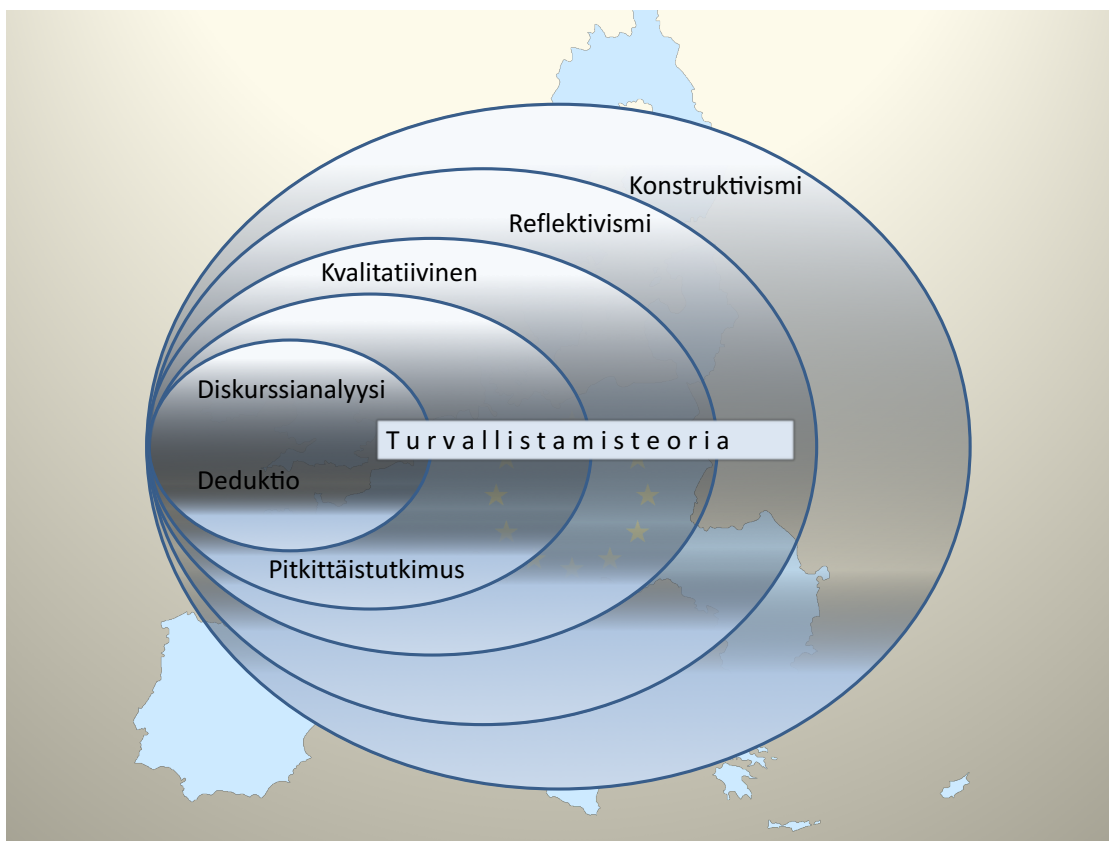 Konstruktivismi
Reflektivismi
Kvalitatiivinen
Diskurssianalyysi
Turvallistamisteoria
Deduktio
Pitkittäistutkimus